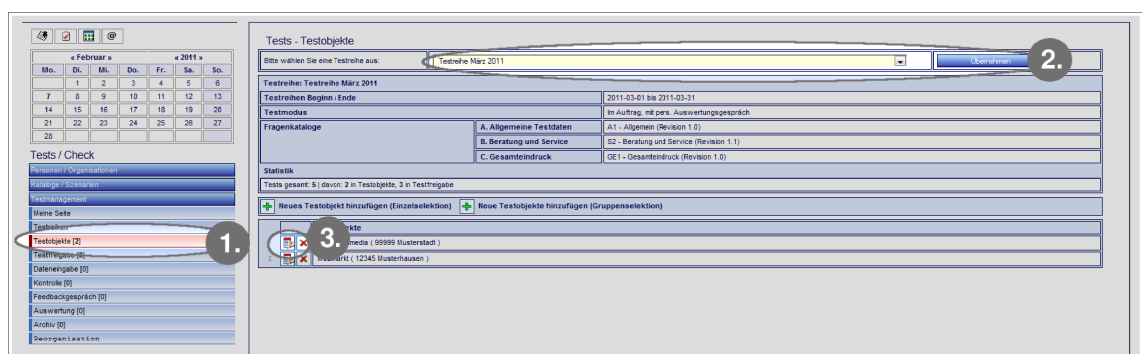 @
« Februar » « 2011 »
Mo. Di. Mi. Do. Fr. Sa. So.
1 2 3 4 5 6
7 8 9 10 11 12 13
14 15 16 17 18 19 20
21 22 23 24 25 26 27
28
Tests / Check
Personen / Organisationen
Kataloge / Szenarien
Testmanagement
Meine Seite
Testreihen
Testobjekte [2]
1.
Testfreigabe
Dateneingabe [0]
Kontrolle [0]
Feedbackgespräch [0]
Auswertung [0]
Archiv [0]
Reorganisation
Tests - Testobjekte
Bitte wählen Sie eine Testreihe aus: Testreihe März 2011 Übernehmen
2.
Testreihe: Testreihe März 2011
Testreihen Beginn / Ende 2011-03-01 bis 2011-03-31
Testmodus Im Auftrag, mit pers. Auswertungsgespräch
Fragenkataloge A. Allgemeine Testdaten A1 - Allgemein (Revision 1.0)
B. Beratung und Service S2 - Beratung und Service (Revision 1.1)
C. Gesamteindruck GE1 - Gesamteindruck (Revision 1.0)
Statistik
Tests gesamt: 5 | davon: 2 in Testobjekte, 3 in Testfreigabe
Neues Testobjekt hinzufügen (Einzelselektion) Neue Testobjekte hinzufügen (Gruppenselektion)
3.
kte
media ( 99999 Musterstadt )
2 ( 12345 Musterhausen )